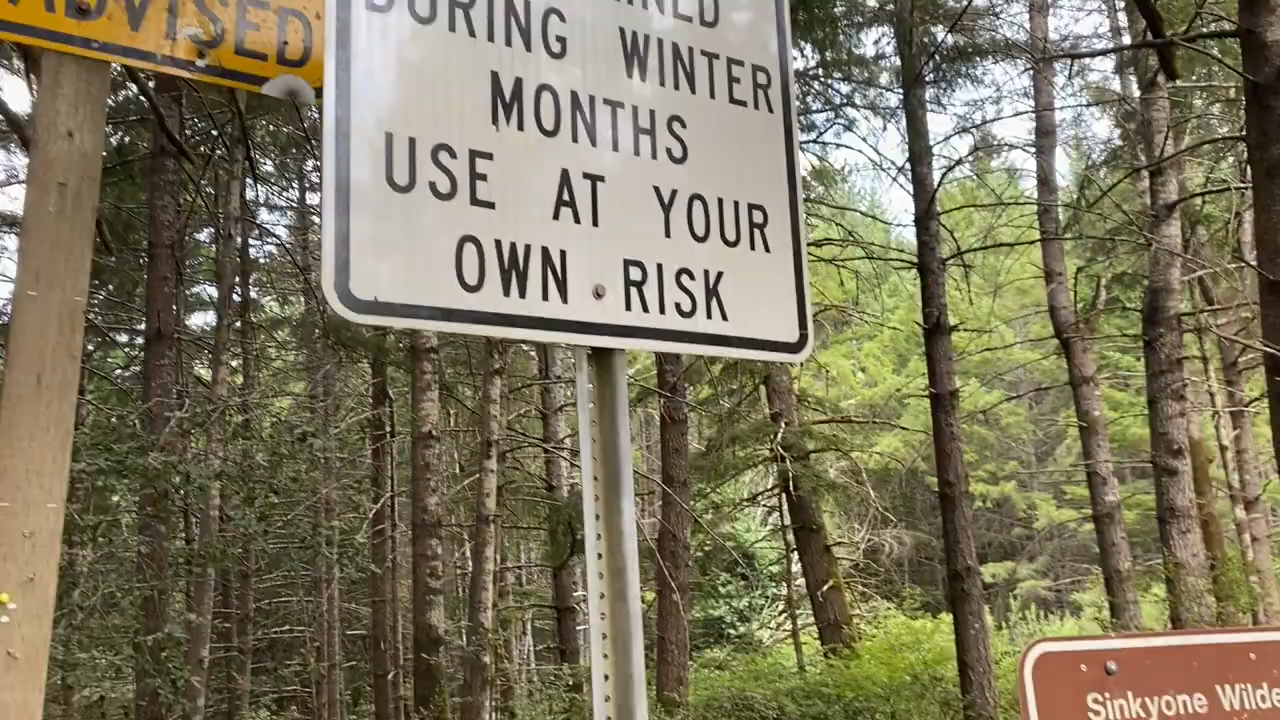 ADVISED
DURING WINTER
MONTHS
USE AT YOUR
OWN RISK
Sinkyone Wilde